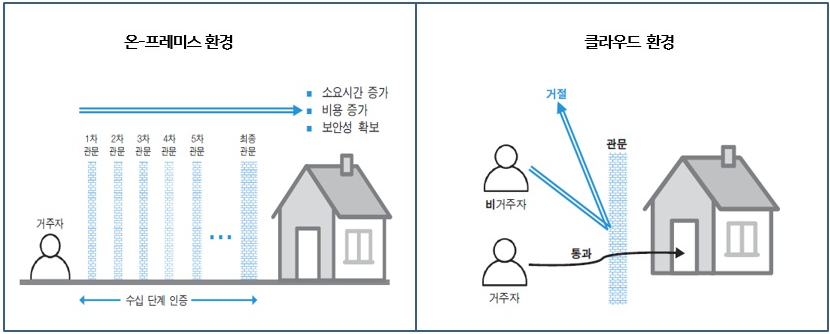 온-프레미스 환경
■ 소요시간 증가
■ 비용 증가
■ 보안성 확보
1차 관문
2차 관문
3차 관문
4차 관문
5차 관문
...
최종 관문
거주자
수십 단계 인증
클라우드 환경
거절
관문
비거주자
통과
거주자